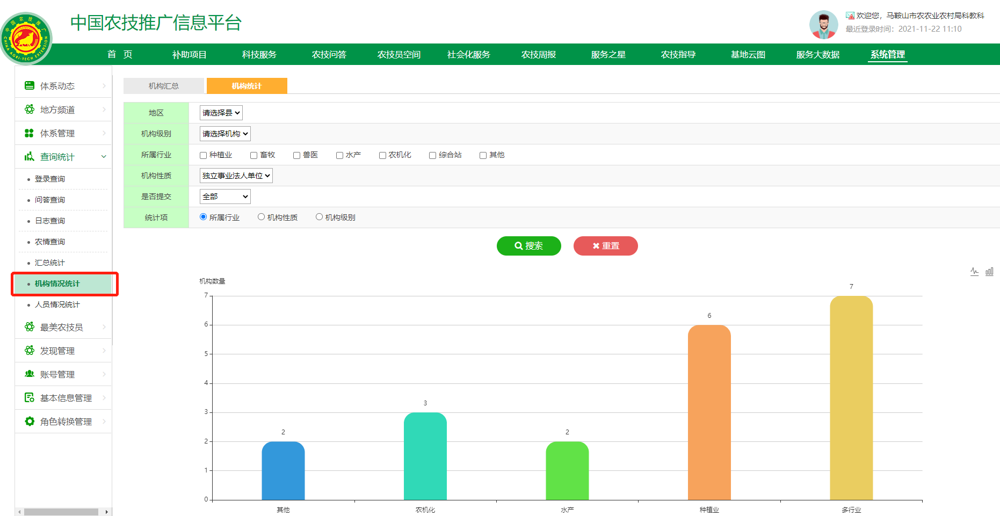 中国农技推广信息平台
中国农技推广
CHINA AGRI-TECH EXTENSION
欢迎您，马鞍山市农农业农村局科教科
最近登录时间：2021-11-22 11:10
首 页 补助项目 科技服务 农技问答 农技员空间 社会化服务 农技周报 服务之星 农技指导 基地云图 服务大数据 系统管理
体系动态
地方频道
体系管理
查询统计
登录查询
问答查询
日志查询
农情查询
汇总统计
机构情况统计
人员情况统计
最美农技员
发现管理
账号管理
基本信息管理
角色转换管理
机构汇总 机构统计
地区 请选择县
机构级别 请选择机构
所属行业 种植业 畜牧 兽医 水产 农机化 综合站 其他
机构性质 独立事业法人单位
是否提交 全部
统计项 所属行业 机构性质 机构级别
搜索 重置
机构数量
7
6
5
4
3
2
1
0
2 3 2 6 7
其他 农机化 水产 种植业 多行业